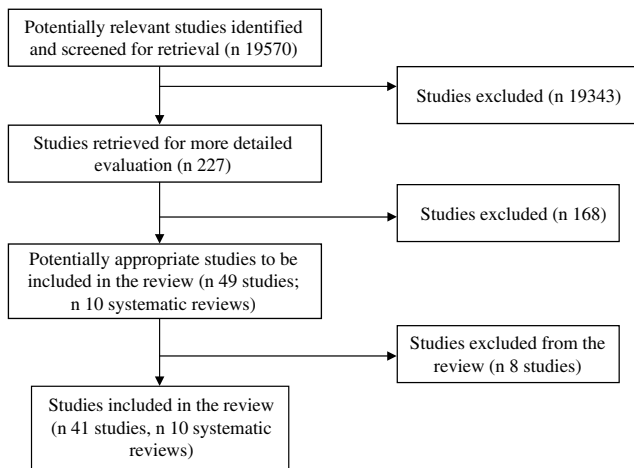 Potentially relevant studies identified
and screened for retrieval (n 19570)
Studies excluded (n 19343)
Studies retrieved for more detailed
evaluation (n 227)
Studies excluded (n 168)
Potentially appropriate studies to be
included in the review (n 49 studies;
n 10 systematic reviews)
Studies excluded from the
review (n 8 studies)
Studies included in the review
(n 41 studies, n 10 systematic
reviews)